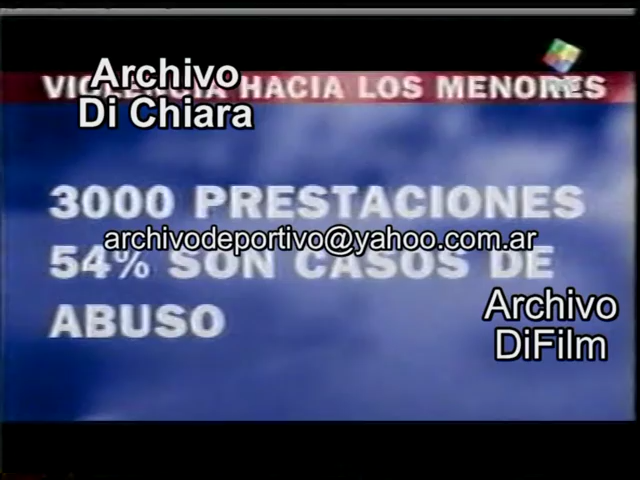 VIOLENCIA HACIA LOS MENORES
Archivo
Di Chiara
3000 PRESTACIONES
archivodeportivo@yahoo.com.ar
54% SON CASOS DE
ABUSO
Archivo
DiFilm